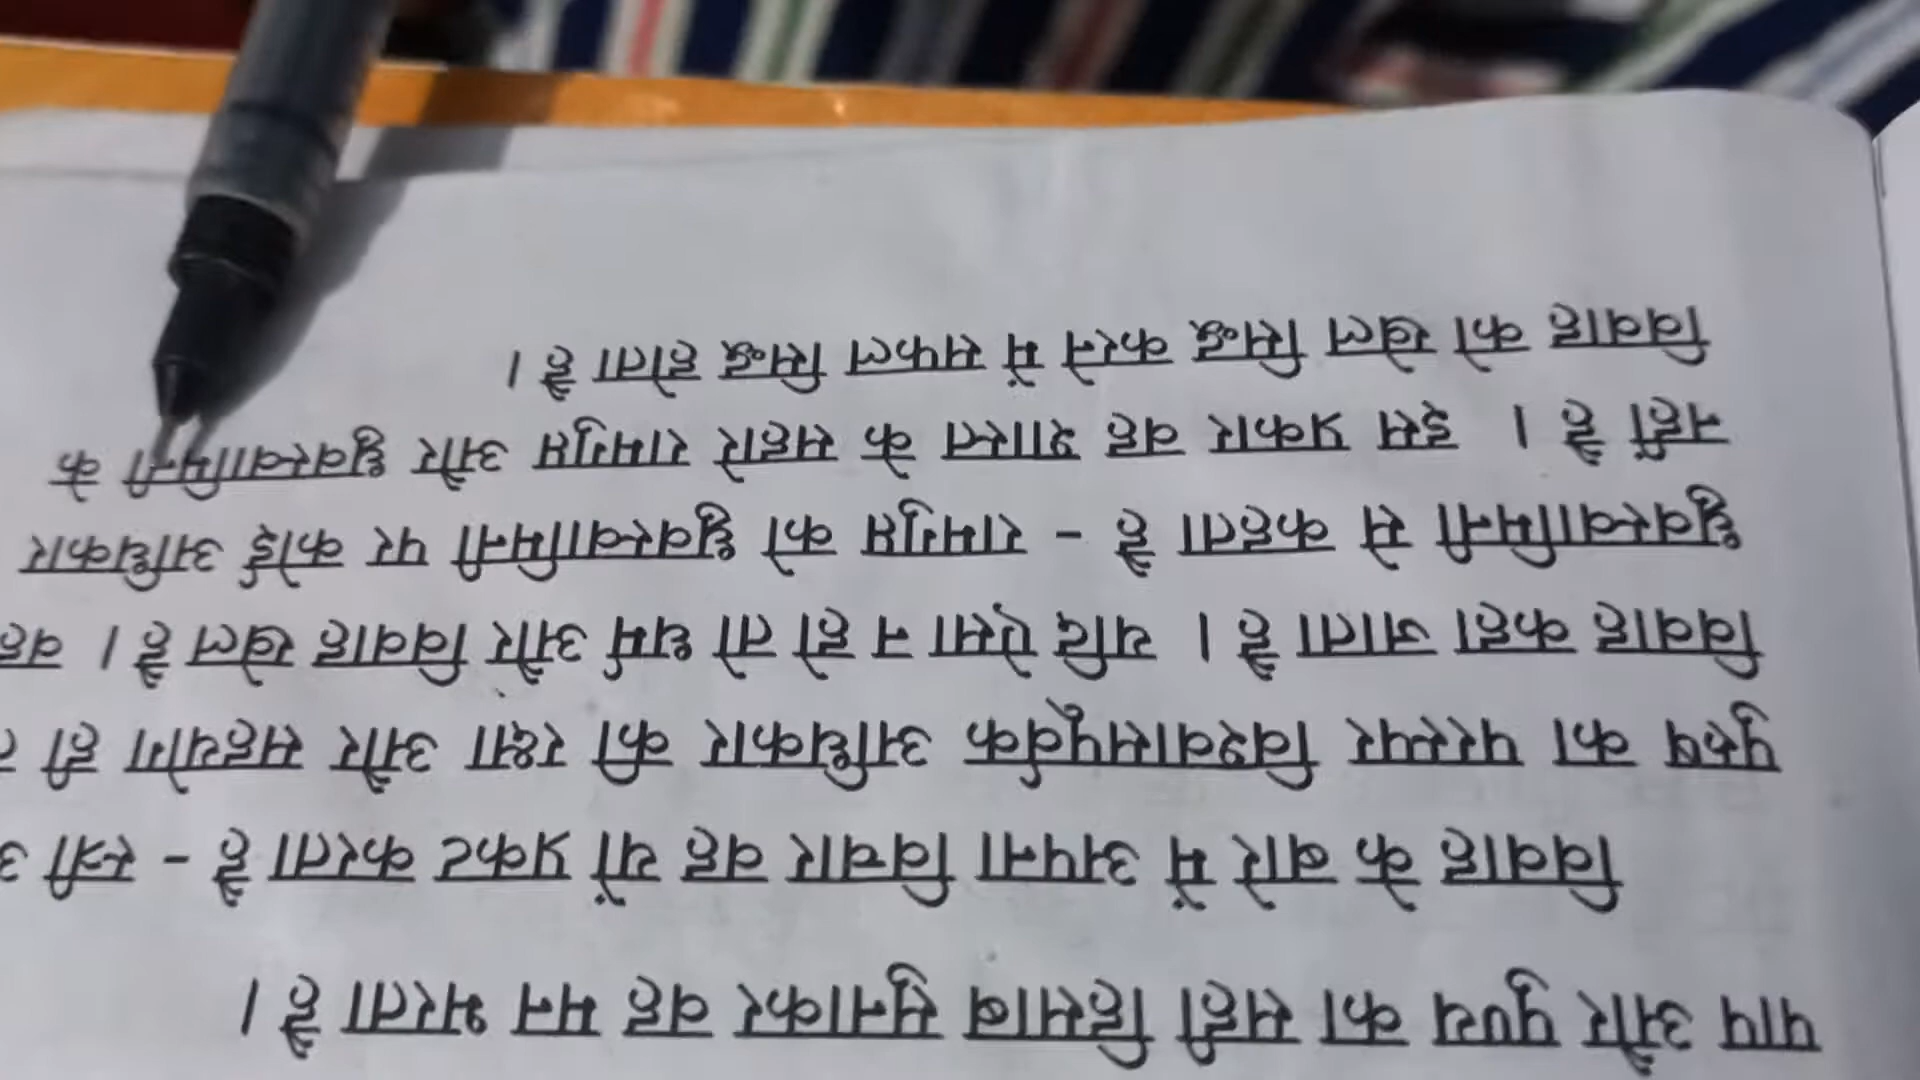 पाप और पुण्य का सही हिसाब सुनाकर वह मन भरता है ।
विवाह के बारे में अपना विचार वह यों प्रकट करता है - स्त्री
पुरुष का परस्पर विश्वासपूर्वक अधिकार की रक्षा और सहयोग ही
विवाह कहा जाता है । यदि ऐसा न हो तो धर्म और विवाह खेल है । वह
ध्रुवस्वामिनी से कहता है - रामगुप्त को ध्रुवस्वामिनी पर कोई अधिकार
नहीं है । इस प्रकार वह शास्त्र के सहारे रामगुप्त और ध्रुवस्वामिनी के
विवाह को खेल सिद्ध करने में सफल सिद्ध होता है ।